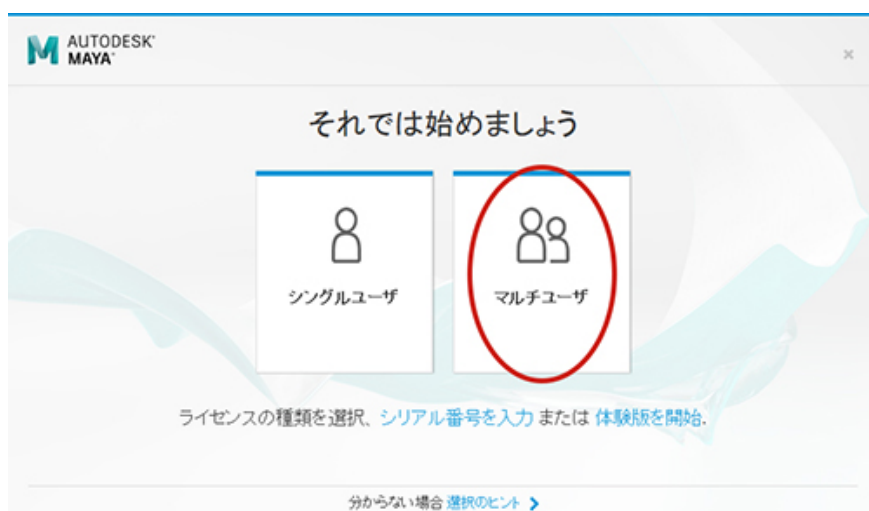 AUTODESK®
MAYA®
それでは始めましょう
シングルユーザ
マルチユーザ
ライセンスの種類を選択、シリアル番号を入力 または 体験版を開始.
分からない場合 選択のヒント